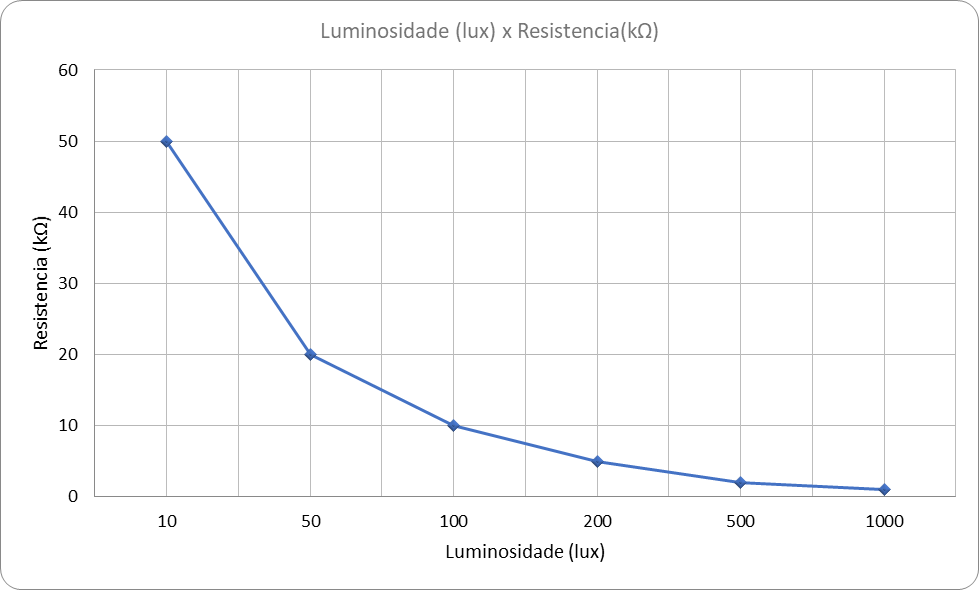 Luminosidade (lux) x Resistencia(kΩ)
60
50
40
30
20
10
0
Resistencia (kΩ)
10 50 100 200 500 1000
Luminosidade (lux)